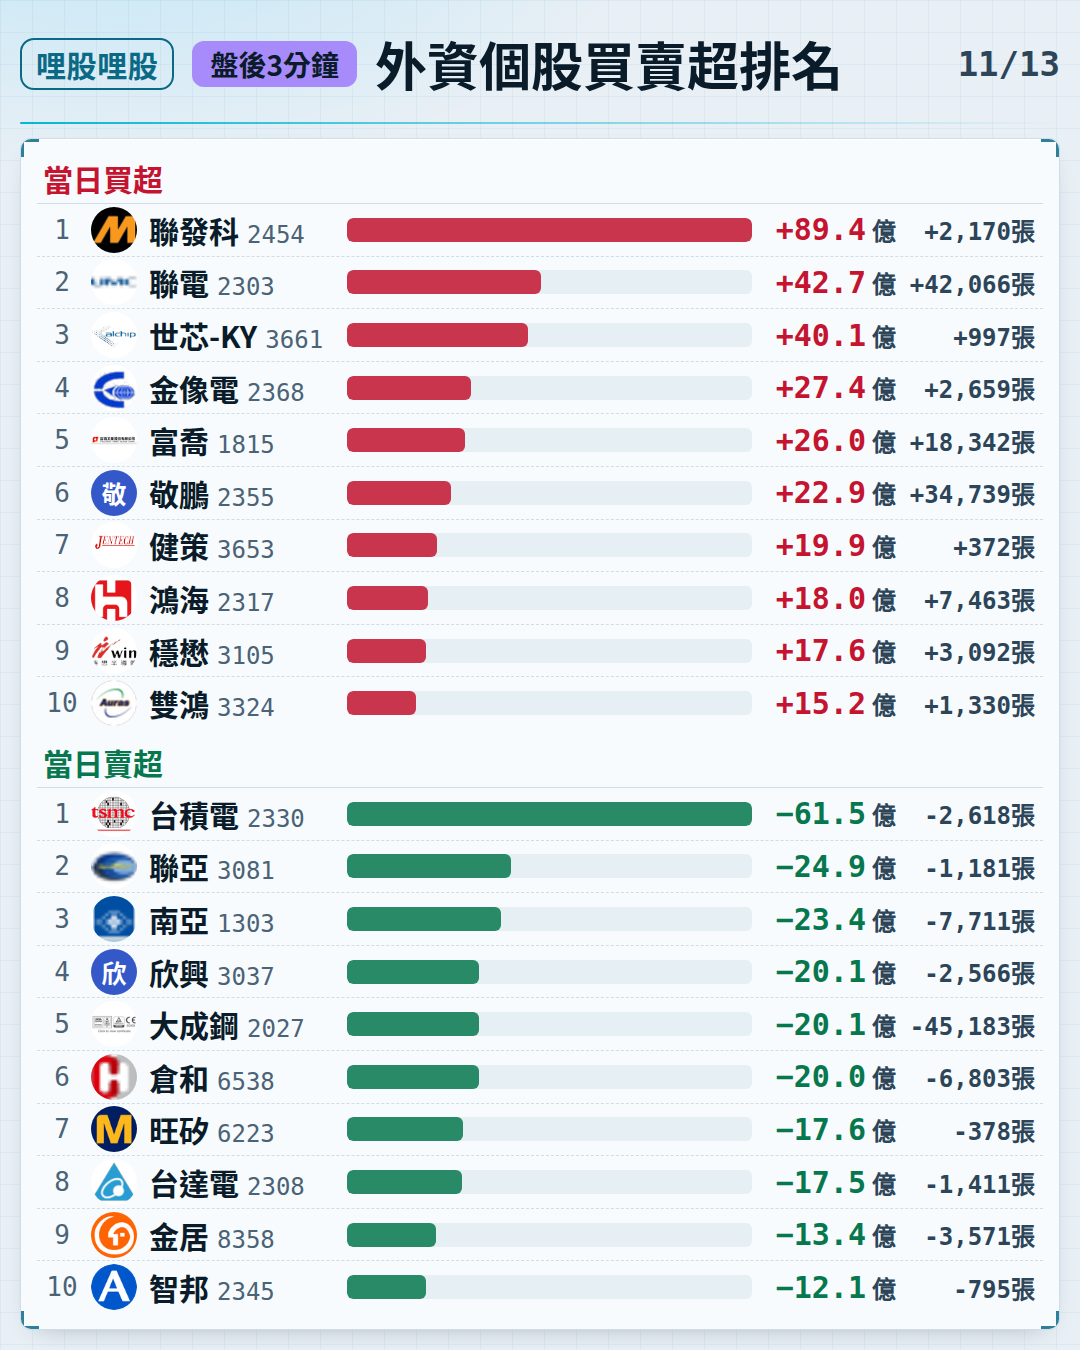 哩股哩股 盤後3分鐘 外資個股買賣超排名 11/13
當日買超
1 聯發科 2454 +89.4 億 +2,170張
2 UMC 聯電 2303 +42.7 億 +42,066張
3 alchip 世芯-KY 3661 +40.1 億 +997張
4 金像電 2368 +27.4 億 +2,659張
5 富喬 1815 +26.0 億 +18,342張
6 敬 敬鵬 2355 +22.9 億 +34,739張
7 JENTECH 健策 3653 +19.9 億 +372張
8 鴻海 2317 +18.0 億 +7,463張
9 win 穩懋 3105 +17.6 億 +3,092張
10 Auras 雙鴻 3324 +15.2 億 +1,330張
當日賣超
1 tsmc 台積電 2330 −61.5 億 -2,618張
2 聯亞 3081 −24.9 億 -1,181張
3 南亞 1303 −23.4 億 -7,711張
4 欣 欣興 3037 −20.1 億 -2,566張
5 大成鋼 2027 −20.1 億 -45,183張
6 H 倉和 6538 −20.0 億 -6,803張
7 M 旺矽 6223 −17.6 億 -378張
8 台達電 2308 −17.5 億 -1,411張
9 金居 8358 −13.4 億 -3,571張
10 A 智邦 2345 −12.1 億 -795張